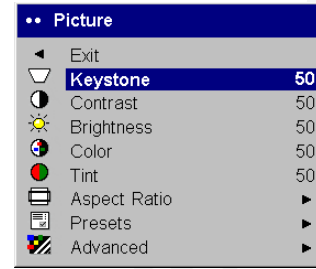 Picture
Exit
Keystone 50
Contrast 50
Brightness 50
Color 50
Tint 50
Aspect Ratio
Presets
Advanced